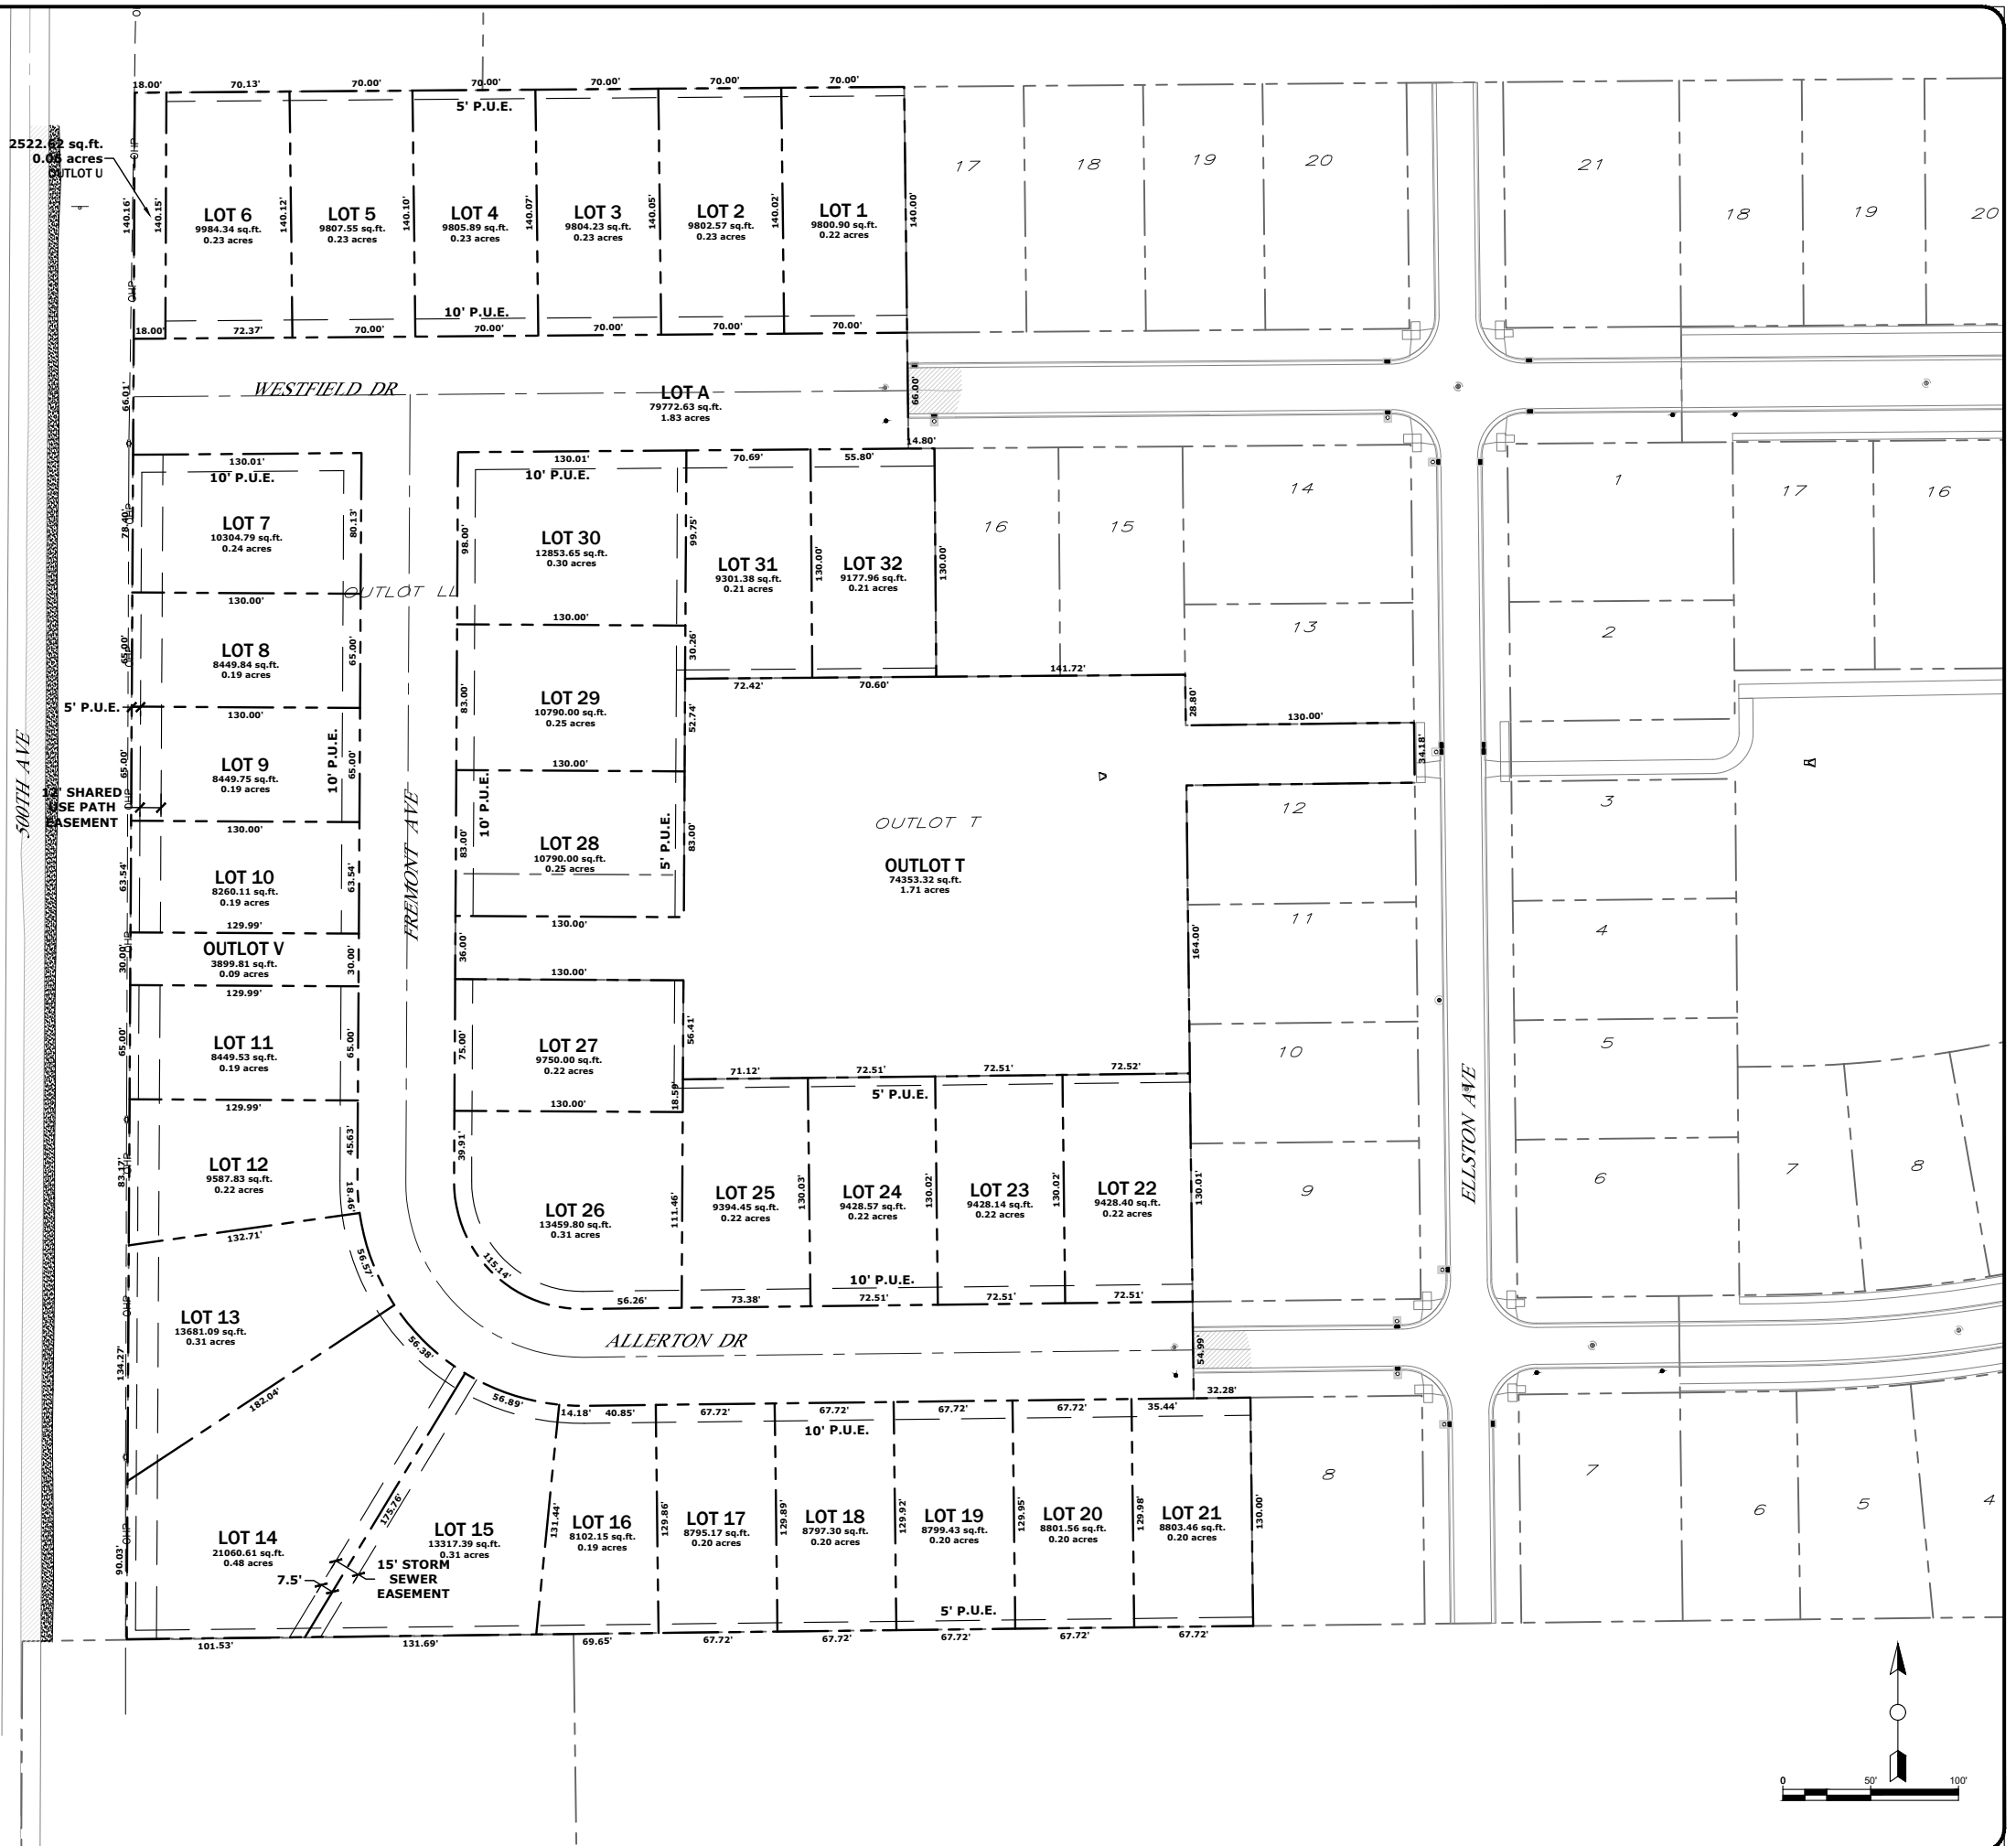 18.00'
70.13'
70.00'
70.00'
70.00'
70.00'
70.00'
5' P.U.E.
2522.62 sq.ft.
0.06 acres
OUTLOT U
OHP
140.16'
140.15'
LOT 6
9984.34 sq.ft.
0.23 acres
140.12'
LOT 5
9807.55 sq.ft.
0.23 acres
140.10'
LOT 4
9805.89 sq.ft.
0.23 acres
140.07'
LOT 3
9804.23 sq.ft.
0.23 acres
140.05'
LOT 2
9802.57 sq.ft.
0.23 acres
140.02'
LOT 1
9800.90 sq.ft.
0.22 acres
140.00'
17
18
19
20
21
18
19
20
OHP
10' P.U.E.
18.00'
72.37'
70.00'
70.00'
70.00'
70.00'
70.00'
WESTFIELD DR
66.01'
LOT A
79772.63 sq.ft.
1.83 acres
66.00'
14.80'
130.01'
10' P.U.E.
130.01'
10' P.U.E.
70.69'
55.80'
LOT 7
10304.79 sq.ft.
0.24 acres
78.40'
OHP
80.13'
98.00'
LOT 30
12853.65 sq.ft.
0.30 acres
99.75'
LOT 31
9301.38 sq.ft.
0.21 acres
130.00'
LOT 32
9177.96 sq.ft.
0.21 acres
130.00'
16
15
14
13
1
2
17
16
130.00'
OUTLOT LL
130.00'
LOT 8
8449.84 sq.ft.
0.19 acres
65.00'
OHP
65.00'
30.26'
141.72'
72.42'
70.60'
5' P.U.E.
130.00'
83.00'
LOT 29
10790.00 sq.ft.
0.25 acres
52.74'
28.80'
130.00'
34.18'
500TH AVE
LOT 9
8449.75 sq.ft.
0.19 acres
65.00'
10' P.U.E.
65.00'
130.00'
12' SHARED
USE PATH
EASEMENT
OHP
130.00'
FREMONT AVE
83.00'
10' P.U.E.
LOT 28
10790.00 sq.ft.
0.25 acres
5' P.U.E.
83.00'
OUTLOT T
OUTLOT T
74353.32 sq.ft.
1.71 acres
12
3
LOT 10
8260.11 sq.ft.
0.19 acres
63.54'
63.54'
129.99'
130.00'
11
4
OUTLOT V
3899.81 sq.ft.
0.09 acres
30.00'
OHP
30.00'
36.00'
164.00'
129.99'
130.00'
LOT 11
8449.53 sq.ft.
0.19 acres
65.00'
65.00'
75.00'
LOT 27
9750.00 sq.ft.
0.22 acres
56.41'
10
5
71.12'
72.51'
72.51'
72.52'
5' P.U.E.
129.99'
130.00'
18.59'
ELLSTON AVE
LOT 12
9587.83 sq.ft.
0.22 acres
83.17'
OHP
45.63'
18.46'
39.91'
LOT 26
13459.80 sq.ft.
0.31 acres
111.46'
LOT 25
9394.45 sq.ft.
0.22 acres
130.03'
LOT 24
9428.57 sq.ft.
0.22 acres
130.02'
LOT 23
9428.14 sq.ft.
0.22 acres
130.02'
LOT 22
9428.40 sq.ft.
0.22 acres
130.01'
9
6
7
8
132.71'
56.57'
115.14'
10' P.U.E.
56.26'
73.38'
72.51'
72.51'
72.51'
OHP
LOT 13
13681.09 sq.ft.
0.31 acres
134.27'
56.38'
ALLERTON DR
54.99'
182.04'
56.89'
14.18'
40.85'
67.72'
67.72'
67.72'
67.72'
35.44'
32.28'
10' P.U.E.
8
7
6
5
4
175.76'
LOT 14
21060.61 sq.ft.
0.48 acres
90.03'
OHP
LOT 15
13317.39 sq.ft.
0.31 acres
131.44'
LOT 16
8102.15 sq.ft.
0.19 acres
129.86'
LOT 17
8795.17 sq.ft.
0.20 acres
129.89'
LOT 18
8797.30 sq.ft.
0.20 acres
129.92'
LOT 19
8799.43 sq.ft.
0.20 acres
129.95'
LOT 20
8801.56 sq.ft.
0.20 acres
129.98'
LOT 21
8803.46 sq.ft.
0.20 acres
130.00'
7.5'
15' STORM
SEWER
EASEMENT
5' P.U.E.
101.53'
131.69'
69.65'
67.72'
67.72'
67.72'
67.72'
67.72'
0
50'
100'